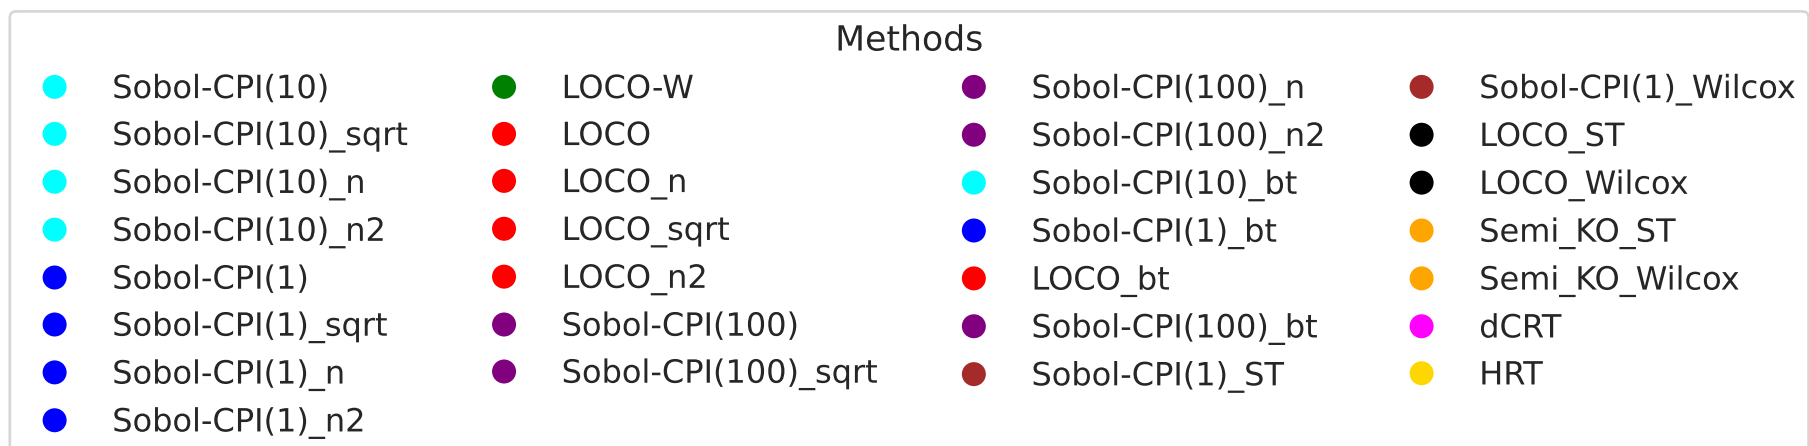 Methods
Sobol-CPI(10)
Sobol-CPI(10)_sqrt
Sobol-CPI(10)_n
Sobol-CPI(10)_n2
Sobol-CPI(1)
Sobol-CPI(1)_sqrt
Sobol-CPI(1)_n
Sobol-CPI(1)_n2
LOCO-W
LOCO
LOCO_n
LOCO_sqrt
LOCO_n2
Sobol-CPI(100)
Sobol-CPI(100)_sqrt
Sobol-CPI(100)_n
Sobol-CPI(100)_n2
Sobol-CPI(10)_bt
Sobol-CPI(1)_bt
LOCO_bt
Sobol-CPI(100)_bt
Sobol-CPI(1)_ST
Sobol-CPI(1)_Wilcox
LOCO_ST
LOCO_Wilcox
Semi_KO_ST
Semi_KO_Wilcox
dCRT
HRT